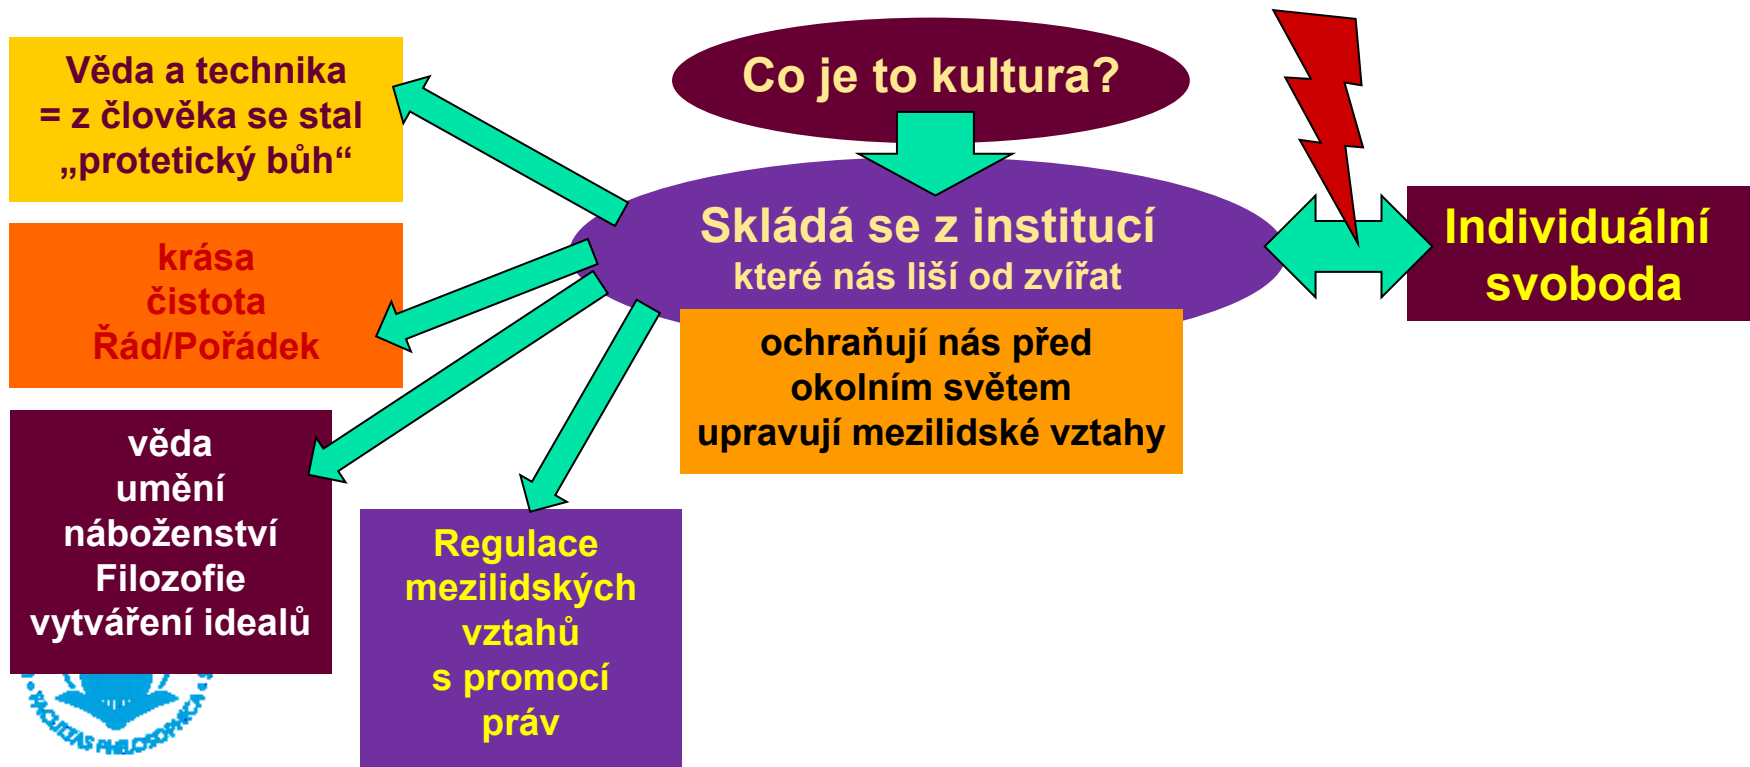 Co je to kultura?
Věda a technika
= z člověka se stal
„protetický bůh“
Skládá se z institucí
které nás liší od zvířat
Individuální
svoboda
krása
čistota
Řád/Pořádek
ochraňují nás před
okolním světem
upravují mezilidské vztahy
věda
umění
náboženství
Filozofie
vytváření idealů
Regulace
mezilidských
vztahů
s promocí
práv
FACULTAS PHILOSOPHICA